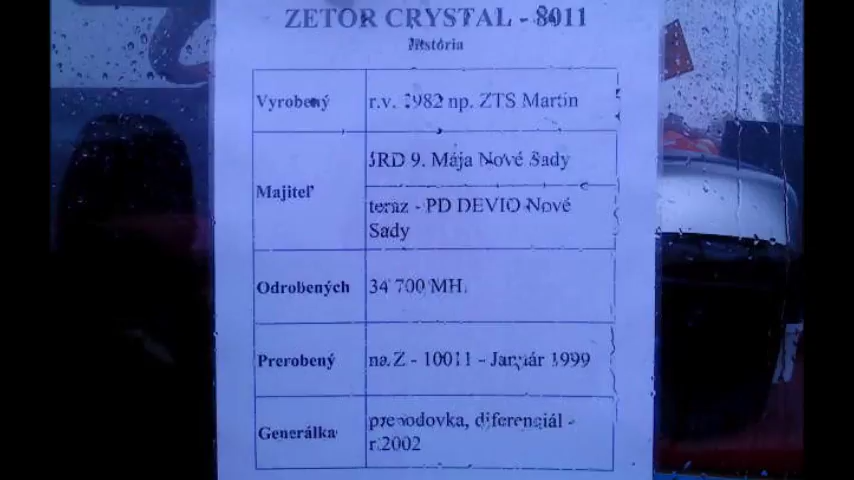 ZETOR CRYSTAL - 8011
História
Vyrobený r.v. 1982 np. ZTS Martin
Majiteľ
JRD 9. Mája Nové Sady
teraz - PD DEVIO Nové
Sady
Odrobených 34 700 MH.
Prerobený na Z - 10011 - Január 1999
Generálka
prevodovka, diferenciál -
r.2002